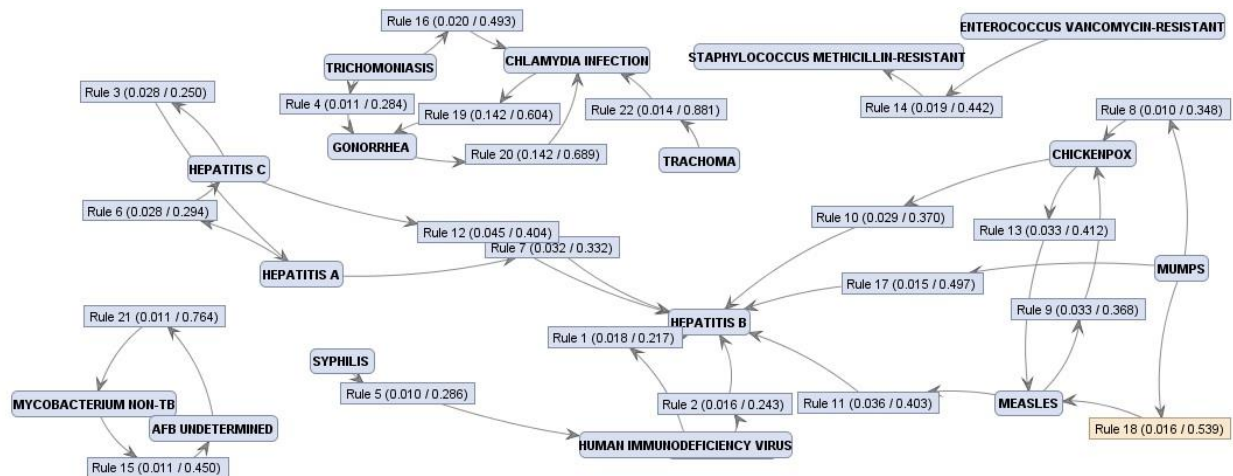 Rule 16 (0.020 / 0.493)
ENTEROCOCCUS VANCOMYCIN-RESISTANT
STAPHYLOCOCCUS METHICILLIN-RESISTANT
TRICHOMONIASIS
CHLAMYDIA INFECTION
Rule 3 (0.028 / 0.250)
Rule 4 (0.011 / 0.284)
Rule 19 (0.142 / 0.604)
Rule 22 (0.014 / 0.881)
Rule 14 (0.019 / 0.442)
Rule 8 (0.010 / 0.348)
GONORRHEA
Rule 20 (0.142 / 0.689)
TRACHOMA
CHICKENPOX
HEPATITIS C
Rule 6 (0.028 / 0.294)
Rule 12 (0.045 / 0.404)
Rule 7 (0.032 / 0.332)
Rule 10 (0.029 / 0.370)
Rule 13 (0.033 / 0.412)
HEPATITIS A
MUMPS
Rule 17 (0.015 / 0.497)
Rule 21 (0.011 / 0.764)
HEPATITIS B
Rule 9 (0.033 / 0.368)
Rule 1 (0.018 / 0.217)
SYPHILIS
Rule 5 (0.010 / 0.286)
MYCOBACTERIUM NON-TB
Rule 2 (0.016 / 0.243)
Rule 11 (0.036 / 0.403)
MEASLES
AFB UNDETERMINED
Rule 18 (0.016 / 0.539)
HUMAN IMMUNODEFICIENCY VIRUS
Rule 15 (0.011 / 0.450)